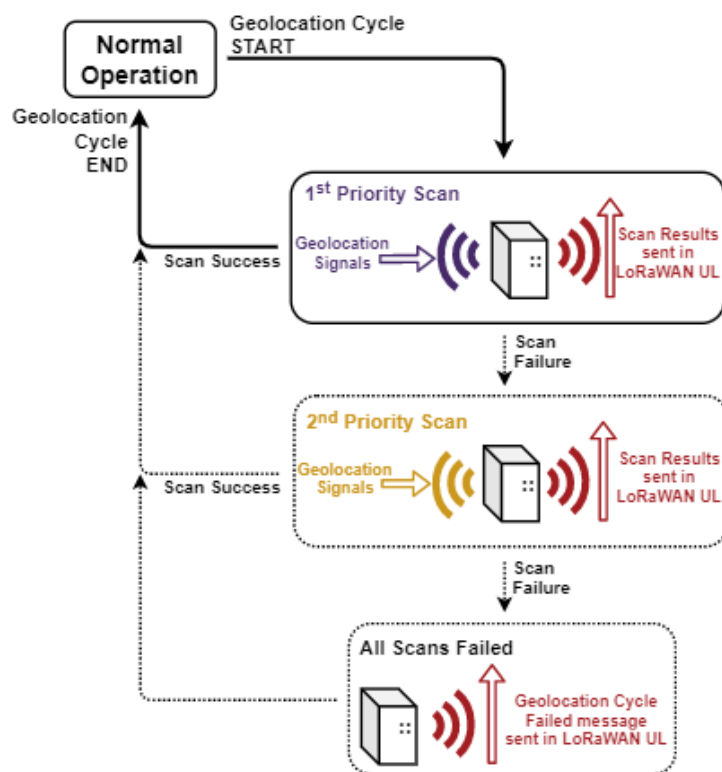 Normal
Operation
Geolocation Cycle
START
Geolocation
Cycle
END
1st Priority Scan
Geolocation
Signals
Scan Results
sent in
LoRaWAN UL
Scan Success
Scan
Failure
2nd Priority Scan
Geolocation
Signals
Scan Results
sent in
LoRaWAN UL
Scan Success
Scan
Failure
All Scans Failed
Geolocation Cycle
Failed message
sent in LoRaWAN UL